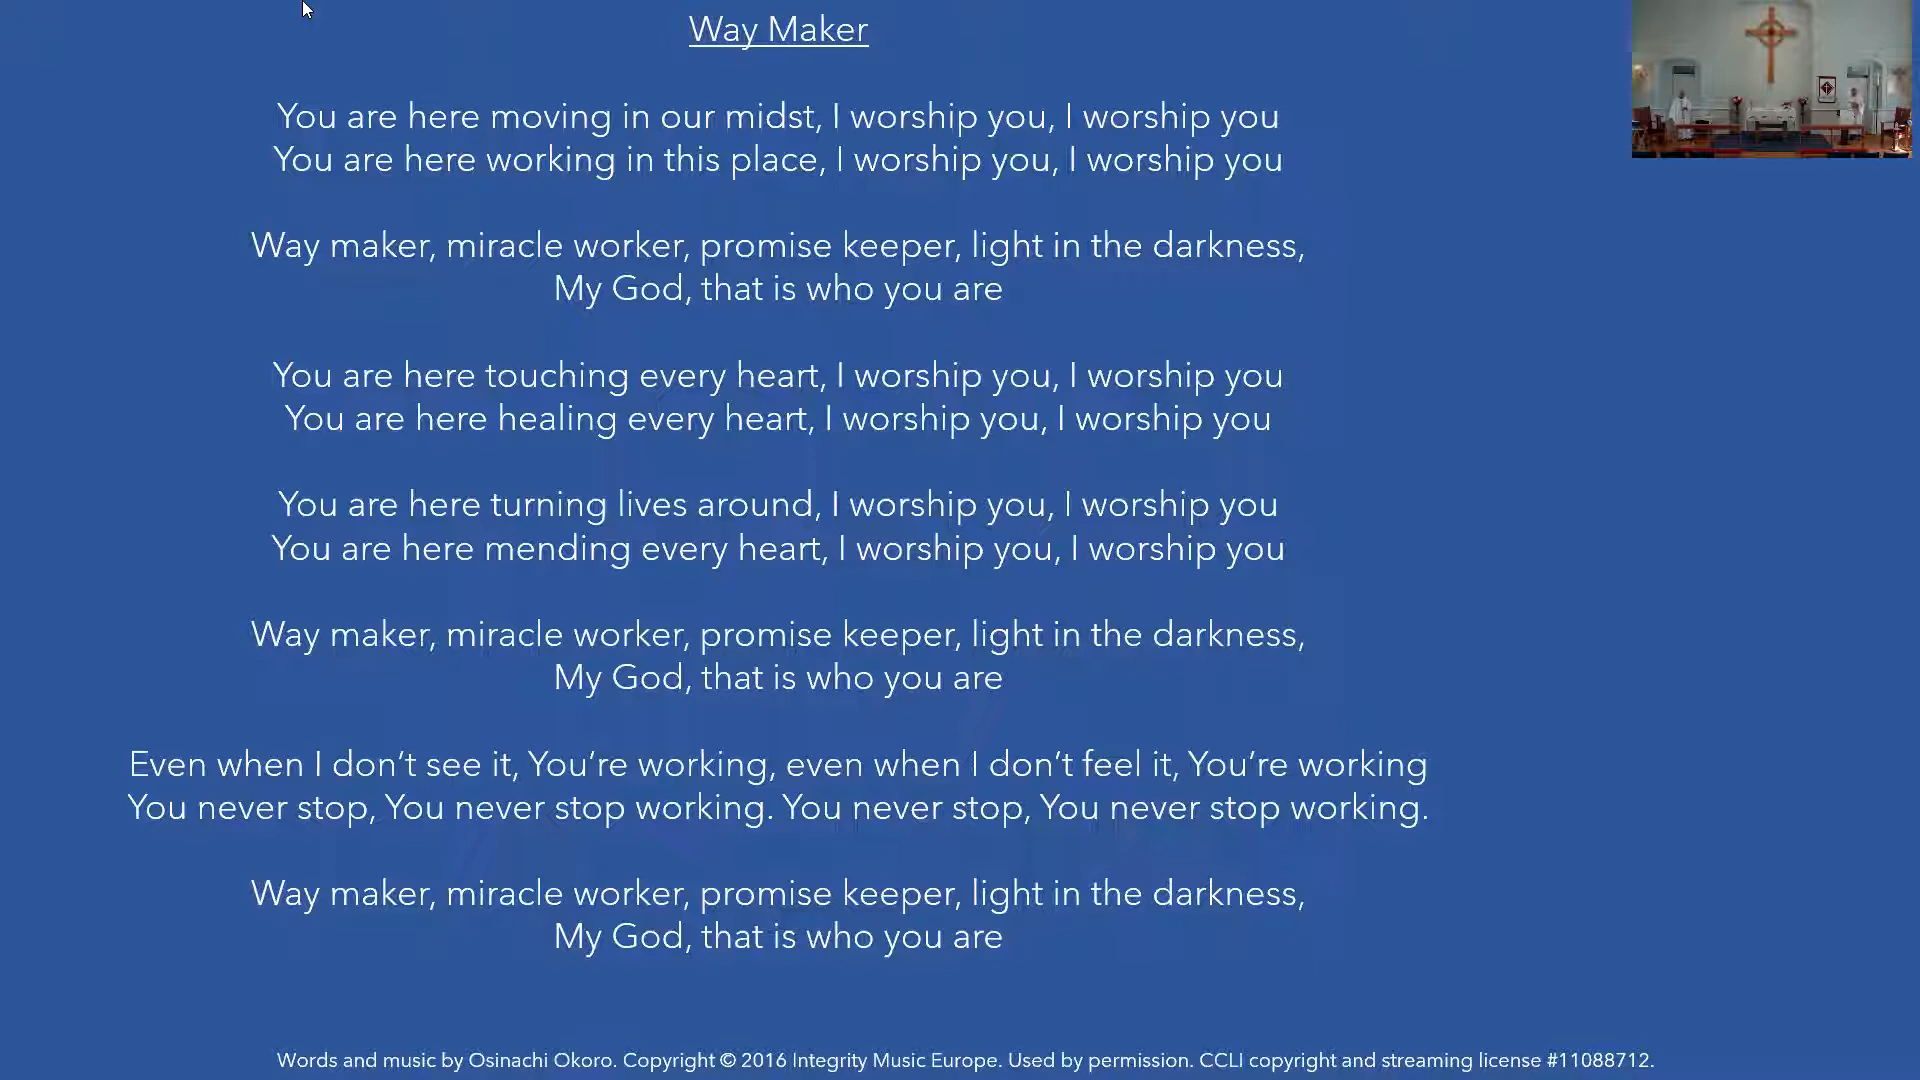 Way Maker
You are here moving in our midst, I worship you, I worship you
You are here working in this place, I worship you, I worship you
Way maker, miracle worker, promise keeper, light in the darkness,
My God, that is who you are
You are here touching every heart, I worship you, I worship you
You are here healing every heart, I worship you, I worship you
You are here turning lives around, I worship you, I worship you
You are here mending every heart, I worship you, I worship you
Way maker, miracle worker, promise keeper, light in the darkness,
My God, that is who you are
Even when I don’t see it, You’re working, even when I don’t feel it, You’re working
You never stop, You never stop working. You never stop, You never stop working.
Way maker, miracle worker, promise keeper, light in the darkness,
My God, that is who you are
Words and music by Osinachi Okoro. Copyright © 2016 Integrity Music Europe. Used by permission. CCLI copyright and streaming license #11088712.